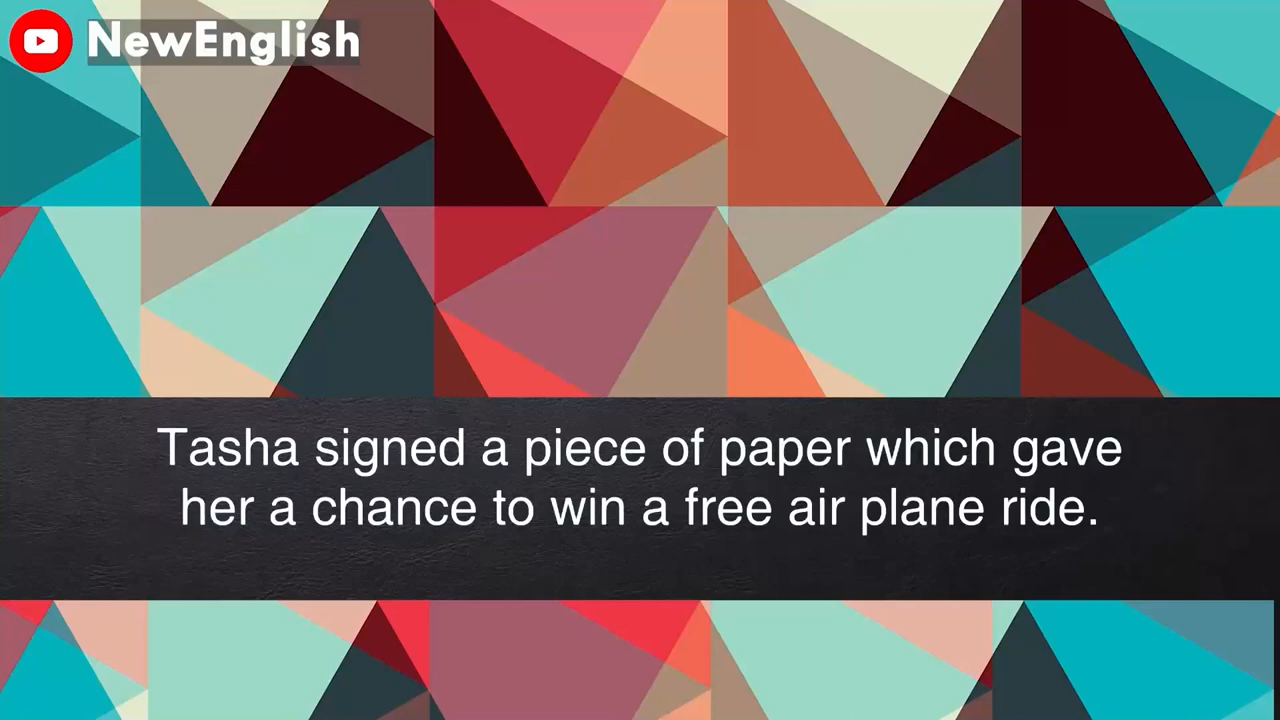 NewEnglish
Tasha signed a piece of paper which gave
her a chance to win a free air plane ride.